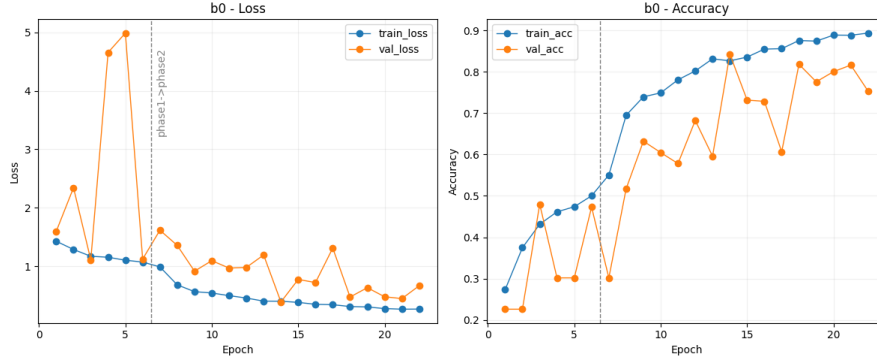 b0 - Loss
train_loss
val_loss
phase1->phase2
5
4
3
2
1
Loss
0
5
10
15
20
Epoch
b0 - Accuracy
train_acc
val_acc
0.9
0.8
0.7
0.6
0.5
0.4
0.3
0.2
Accuracy
0
5
10
15
20
Epoch